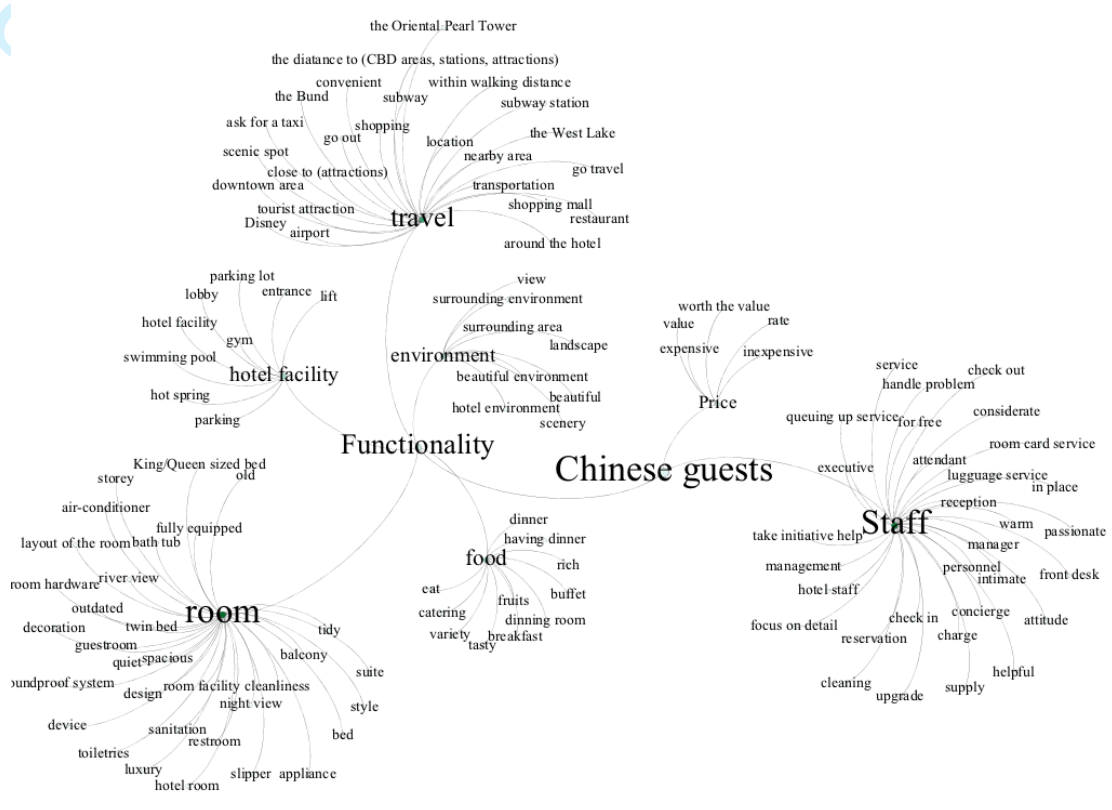 the Oriental Pearl Tower
the diatance to (CBD areas, stations, attractions)
convenient
within walking distance
the Bund
subway
subway station
ask for a taxi
shopping
go out
location
the West Lake
scenic spot
nearby area
close to (attractions)
go travel
downtown area
transportation
tourist attraction
shopping mall
Disney
travel
restaurant
airport
around the hotel
parking lot
view
lobby
entrance
lift
surrounding environment
worth the value
hotel facility
surrounding area
value
rate
gym
landscape
swimming pool
environment
expensive
inexpensive
hotel facility
beautiful environment
service
check out
hot spring
beautiful
handle problem
hotel environment
Price
parking
scenery
queuing up service
for free
considerate
Functionality
room card service
King/Queen sized bed
Chinese guests
executive
attendant
storey
old
lugguage service
in place
air-conditioner
reception
fully equipped
dinner
Staff
warm
passionate
layout of the room
bath tub
having dinner
take initiative help
manager
food
rich
management
personnel
front desk
room hardware
river view
eat
buffet
hotel staff
intimate
outdated
room
catering
fruits
check in
concierge
decoration
twin bed
tidy
dinning room
focus on detail
attitude
guestroom
variety
tasty
breakfast
reservation
charge
quiet
spacious
balcony
oundproof system
suite
helpful
design
room facility
cleanliness
cleaning
supply
night view
style
upgrade
device
sanitation
restroom
bed
toiletries
luxury
slipper
appliance
hotel room